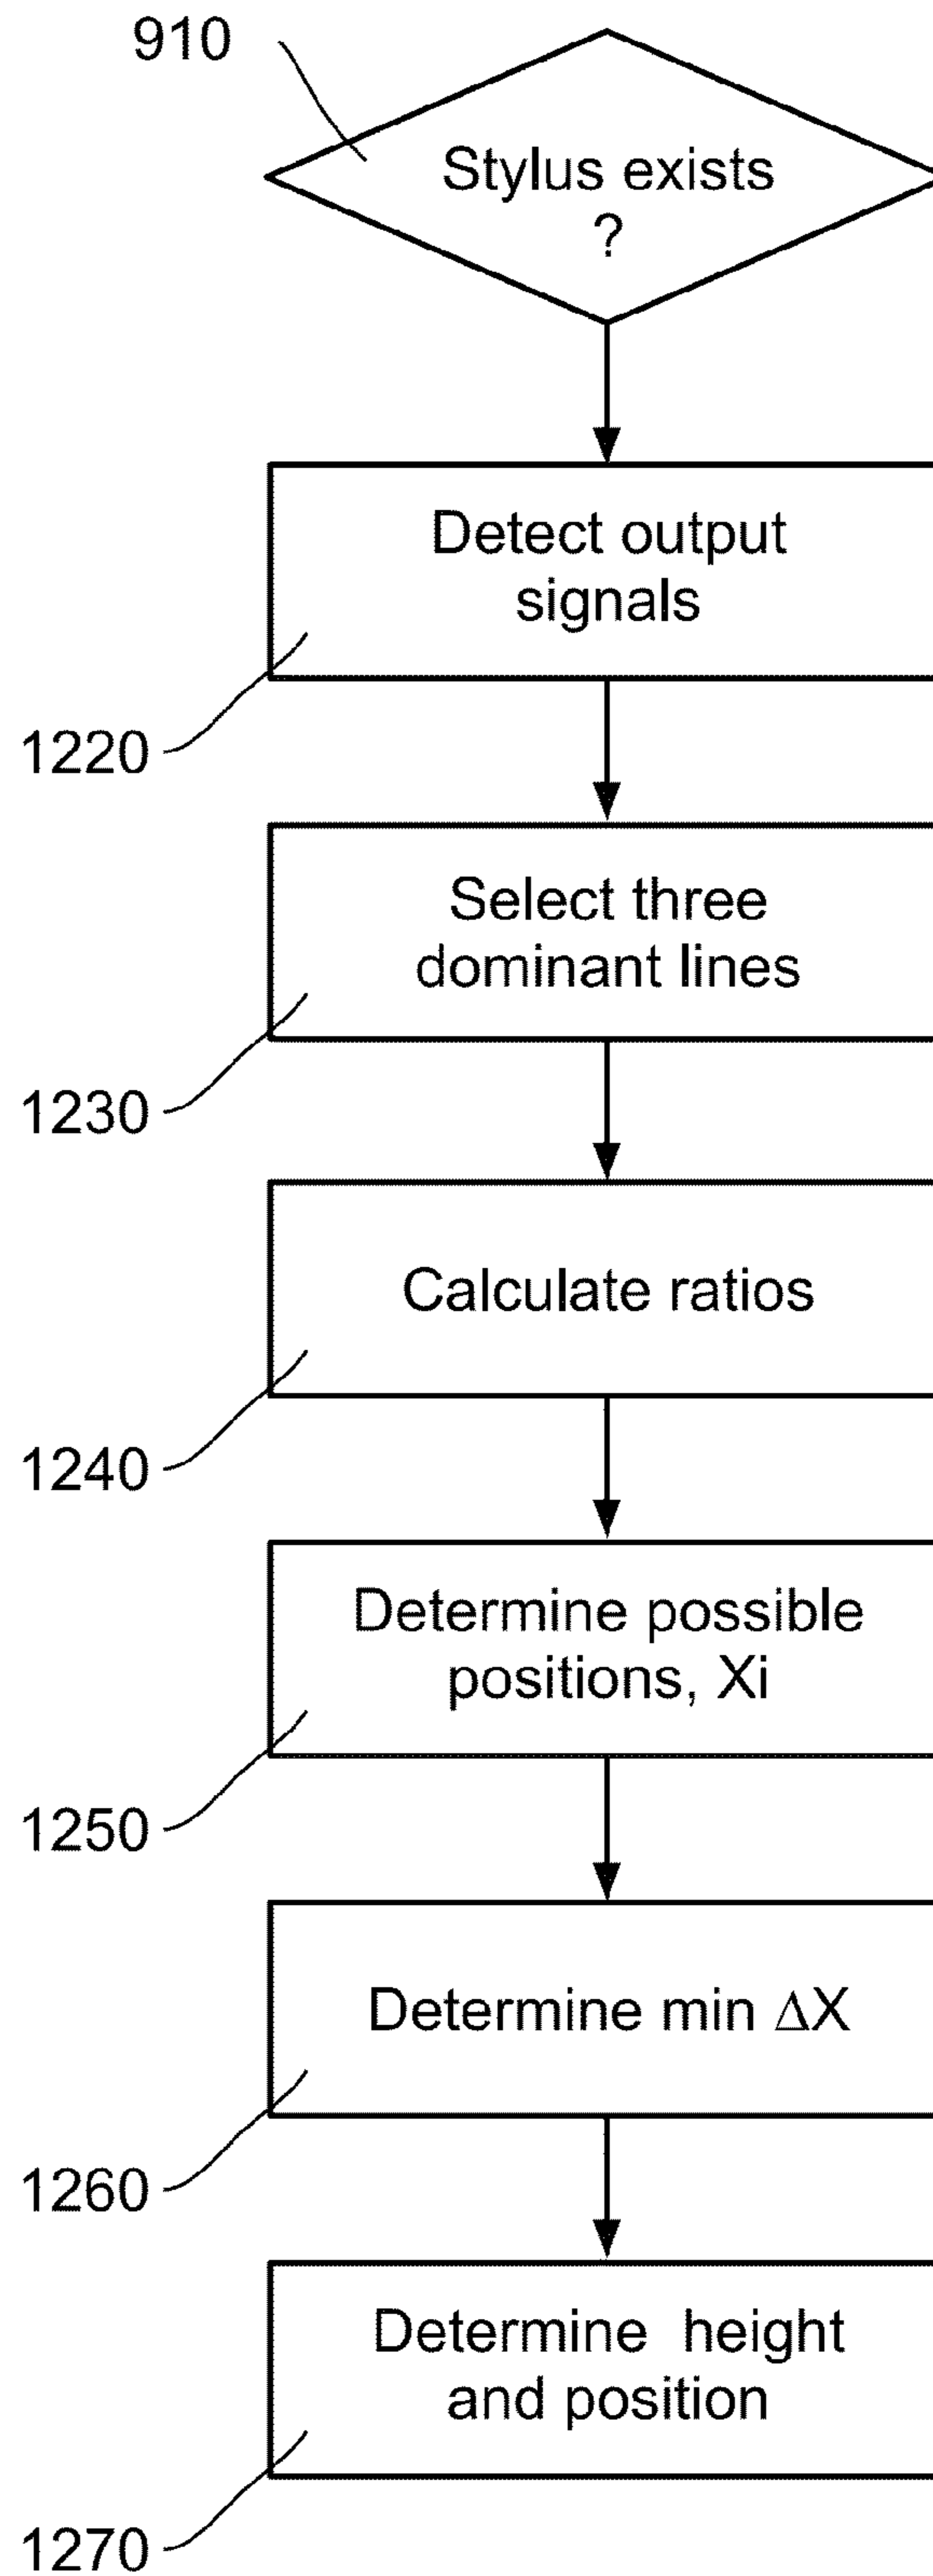 910
Stylus exists
?
Detect output
signals
1220
Select three
dominant lines
1230
Calculate ratios
1240
Determine possible
positions, Xi
1250
Determine min ΔX
1260
Determine height
and position
1270